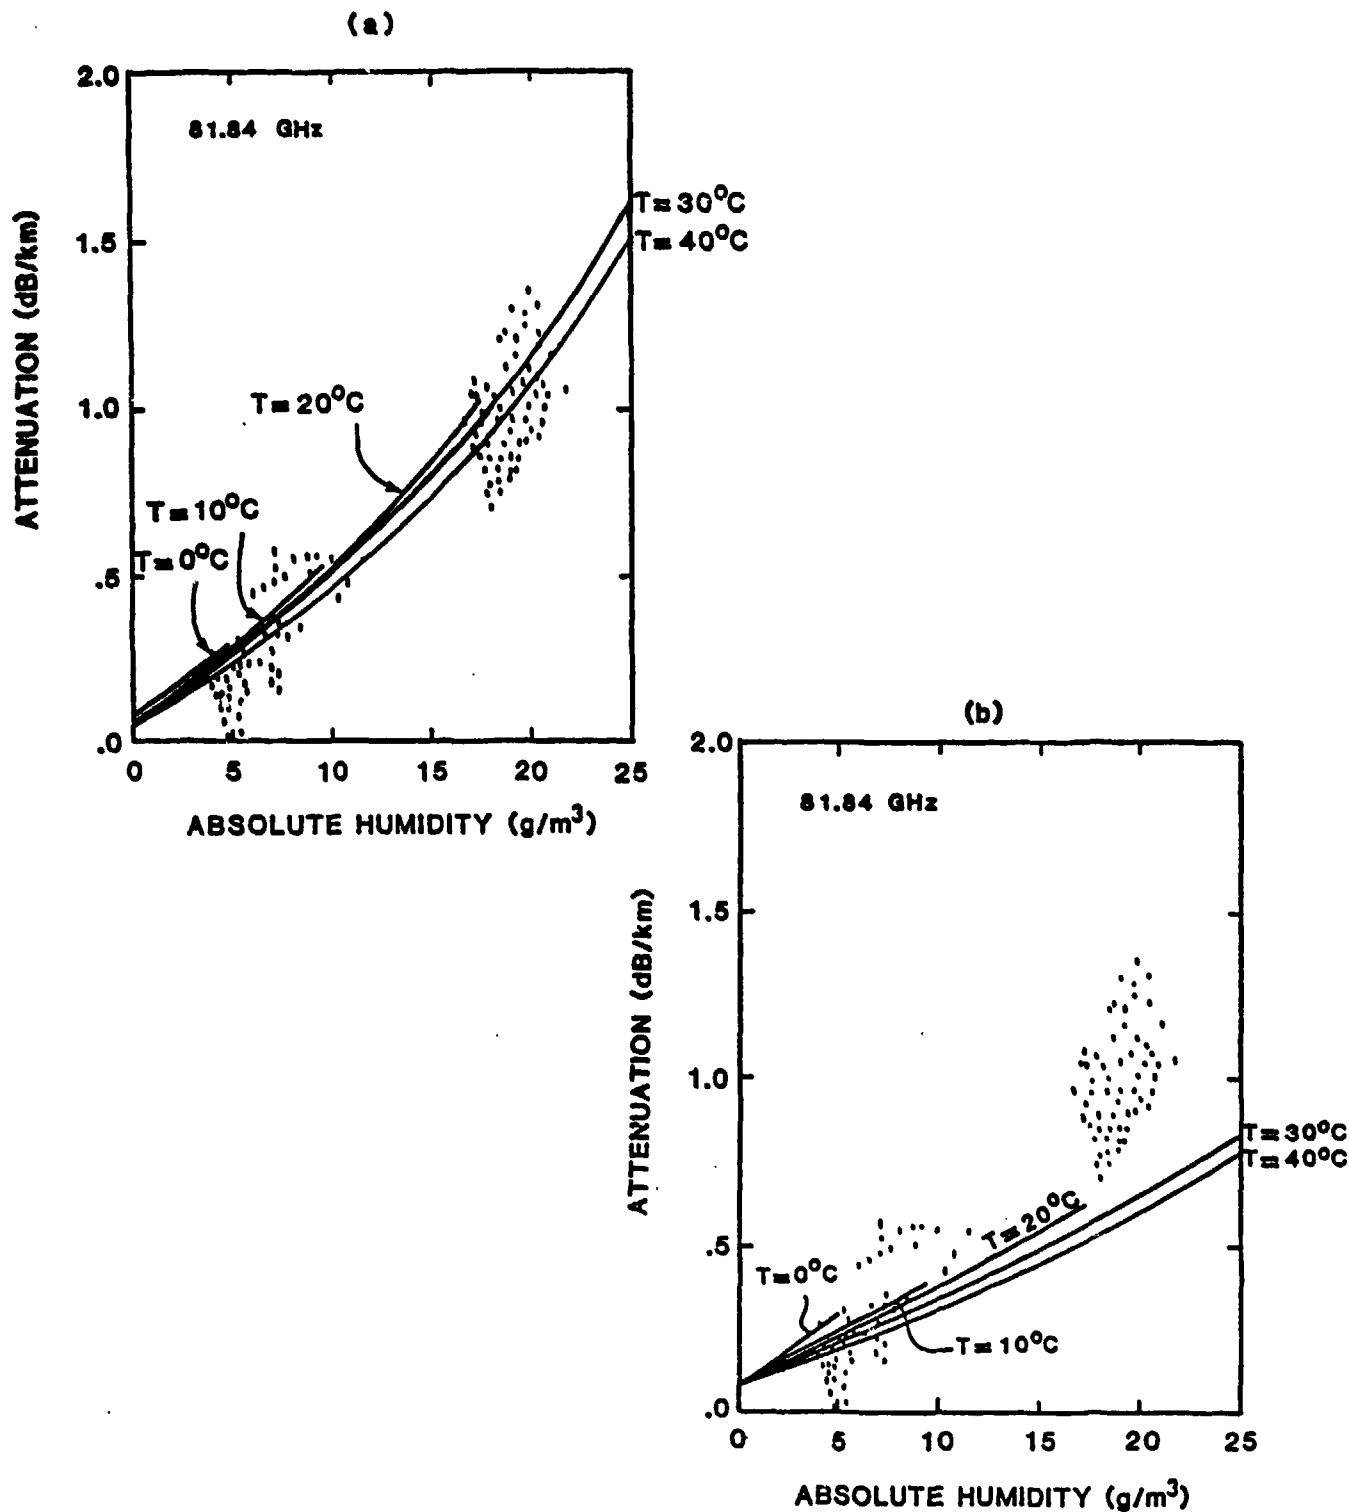 (a)
2.0
81.84 GHz
T=30°C
1.5
T=40°C
ATTENUATION (dB/km)
T=20°C
1.0
T=10°C
T=0°C
.5
.0
0 5 10 15 20 25
ABSOLUTE HUMIDITY (g/m³)
(b)
2.0
81.84 GHz
1.5
ATTENUATION (dB/km)
1.0
T=30°C
T=40°C
T=20°C
.5
T=0°C
T=10°C
.0
0 5 10 15 20 25
ABSOLUTE HUMIDITY (g/m³)